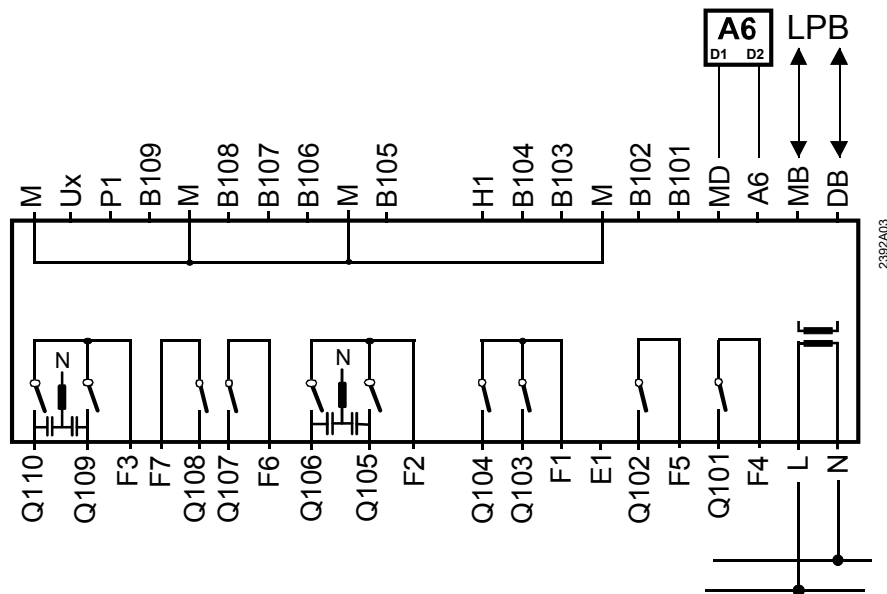 A6 LPB
D1 D2
M Ux P1 B109 M B108 B107 B106 M B105 H1 B104 B103 M B102 B101 MD A6 MB DB
2392A03
N N
Q110 Q109 F3 F7 Q108 Q107 F6 Q106 Q105 F2 Q104 Q103 F1 E1 Q102 F5 Q101 F4 L N